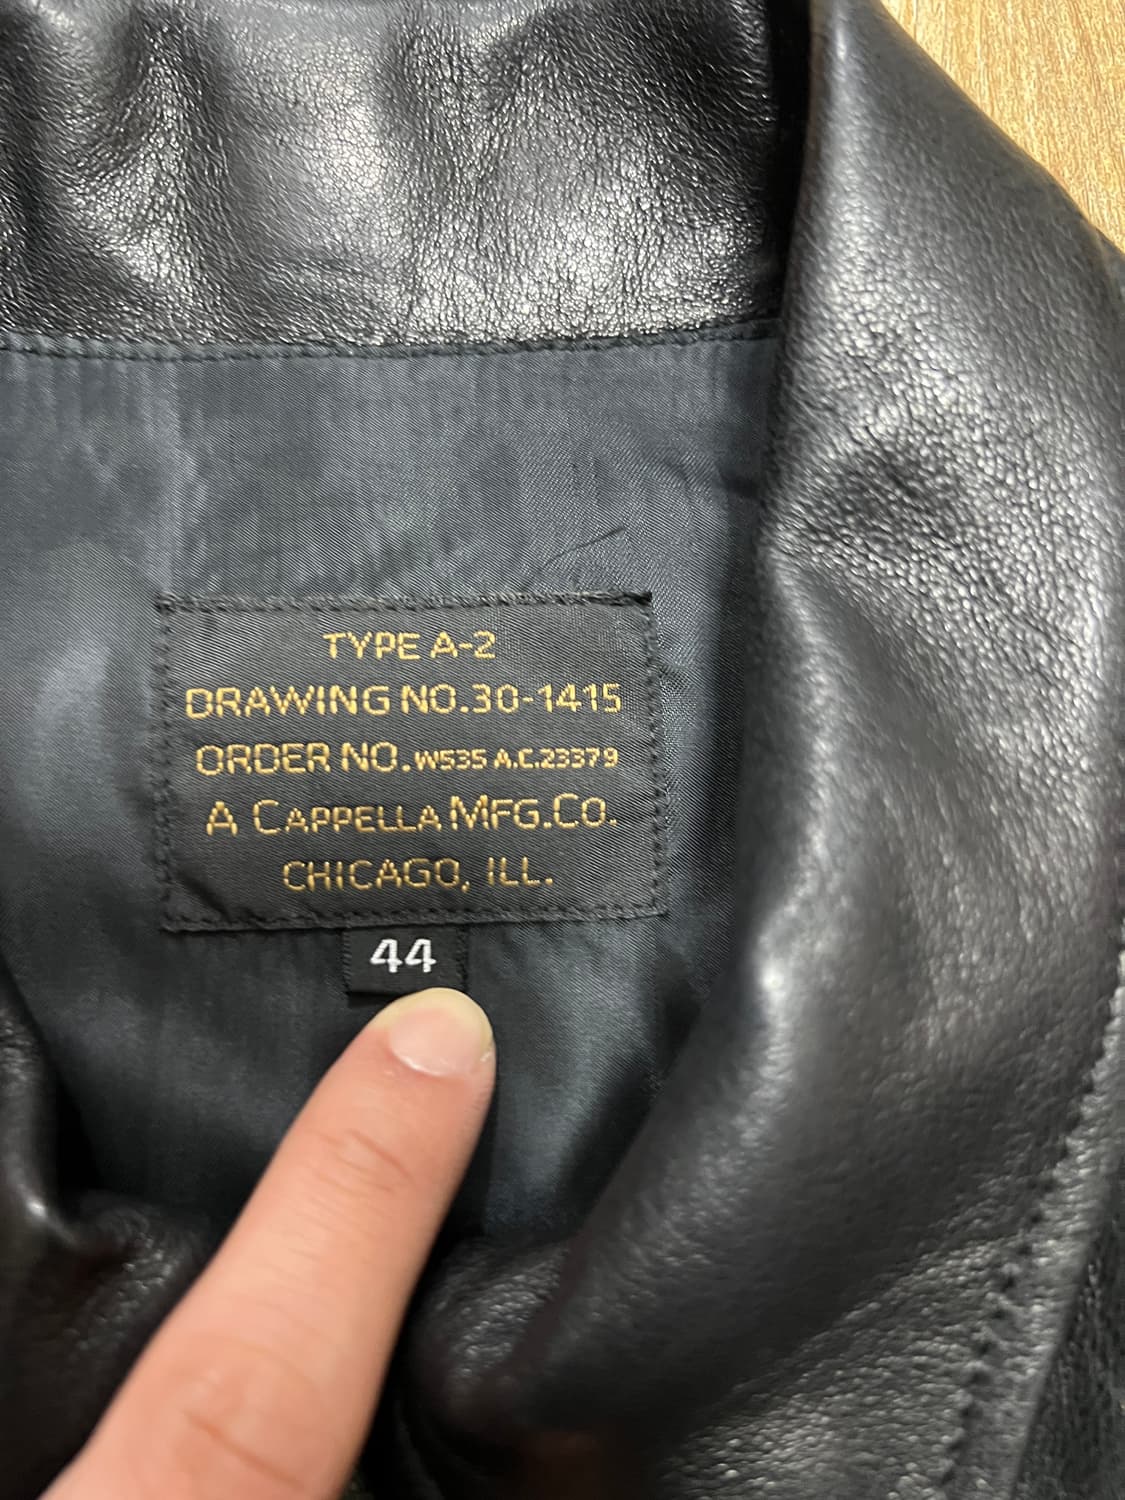 TYPE A-2
DRAWING NO.30-1415
ORDER NO.W535 A.C.23379
A CAPPELLA MFG.CO.
CHICAGO, ILL.
44